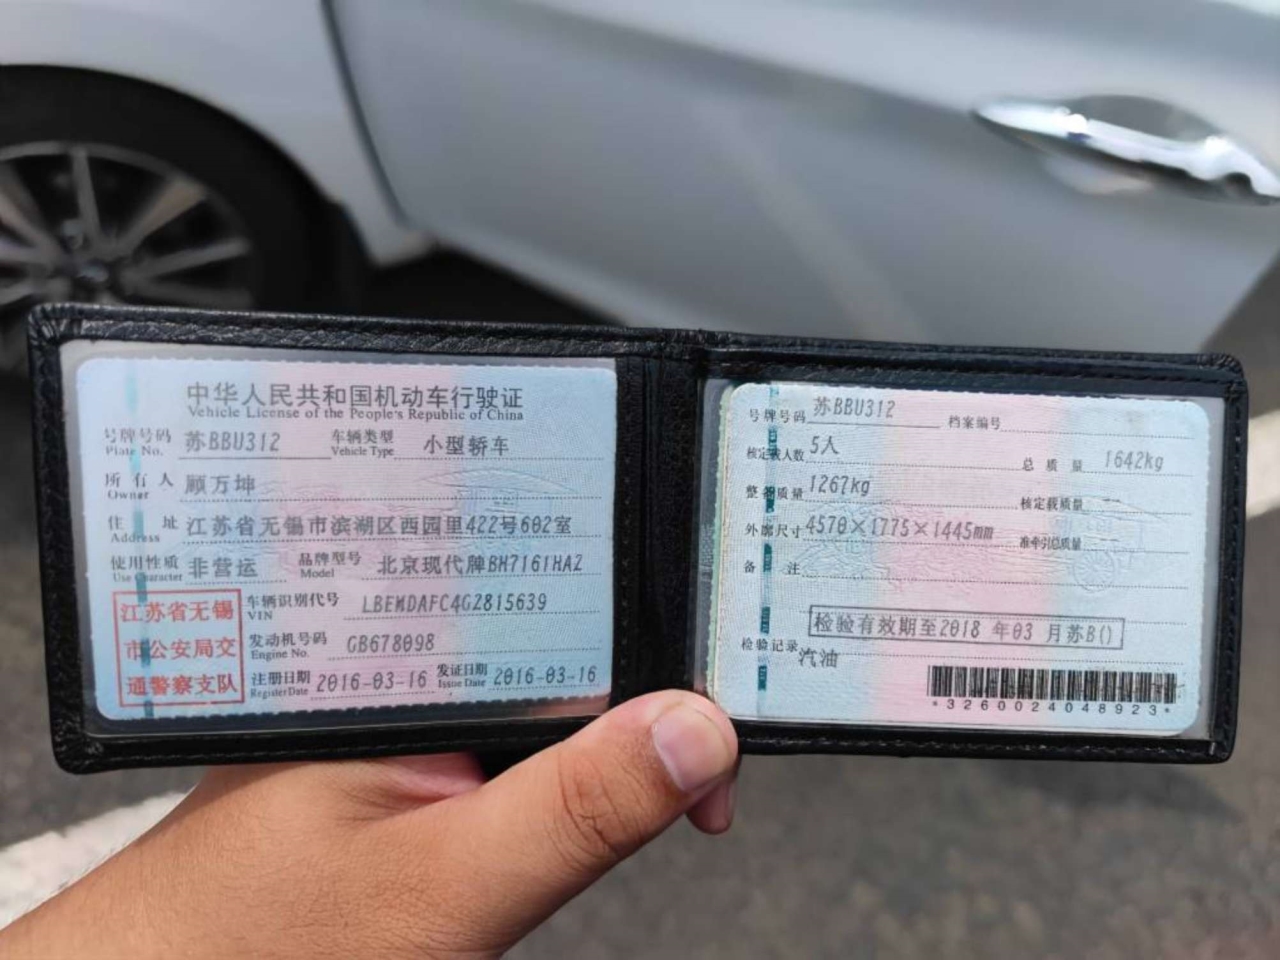 中华人民共和国机动车行驶证
Vehicle License of the People's Republic of China
号牌号码 苏BBU312 车辆类型 小型轿车
Plate No. Vehicle Type
所有人 顾万坤
Owner
住址 江苏省无锡市滨湖区西园里422号602室
Address
使用性质 非营运 品牌型号 北京现代牌BH7161HAZ
Use Character Model
江苏省无锡
市公安局交
通警察支队
车辆识别代号 LBEMDAFC4GZ815639
VIN
发动机号码 GB678098
Engine No.
注册日期 2016-03-16 发证日期 2016-03-16
Register Date Issue Date
号牌号码 苏BBU312 档案编号
核定载人数 5人 总质量 1642kg
整备质量 1267kg 核定载质量
外廓尺寸 4570×1775×1445mm 准牵引总质量
备注
检验有效期至2018 年03 月苏B()
检验记录 汽油
*3260024048923*